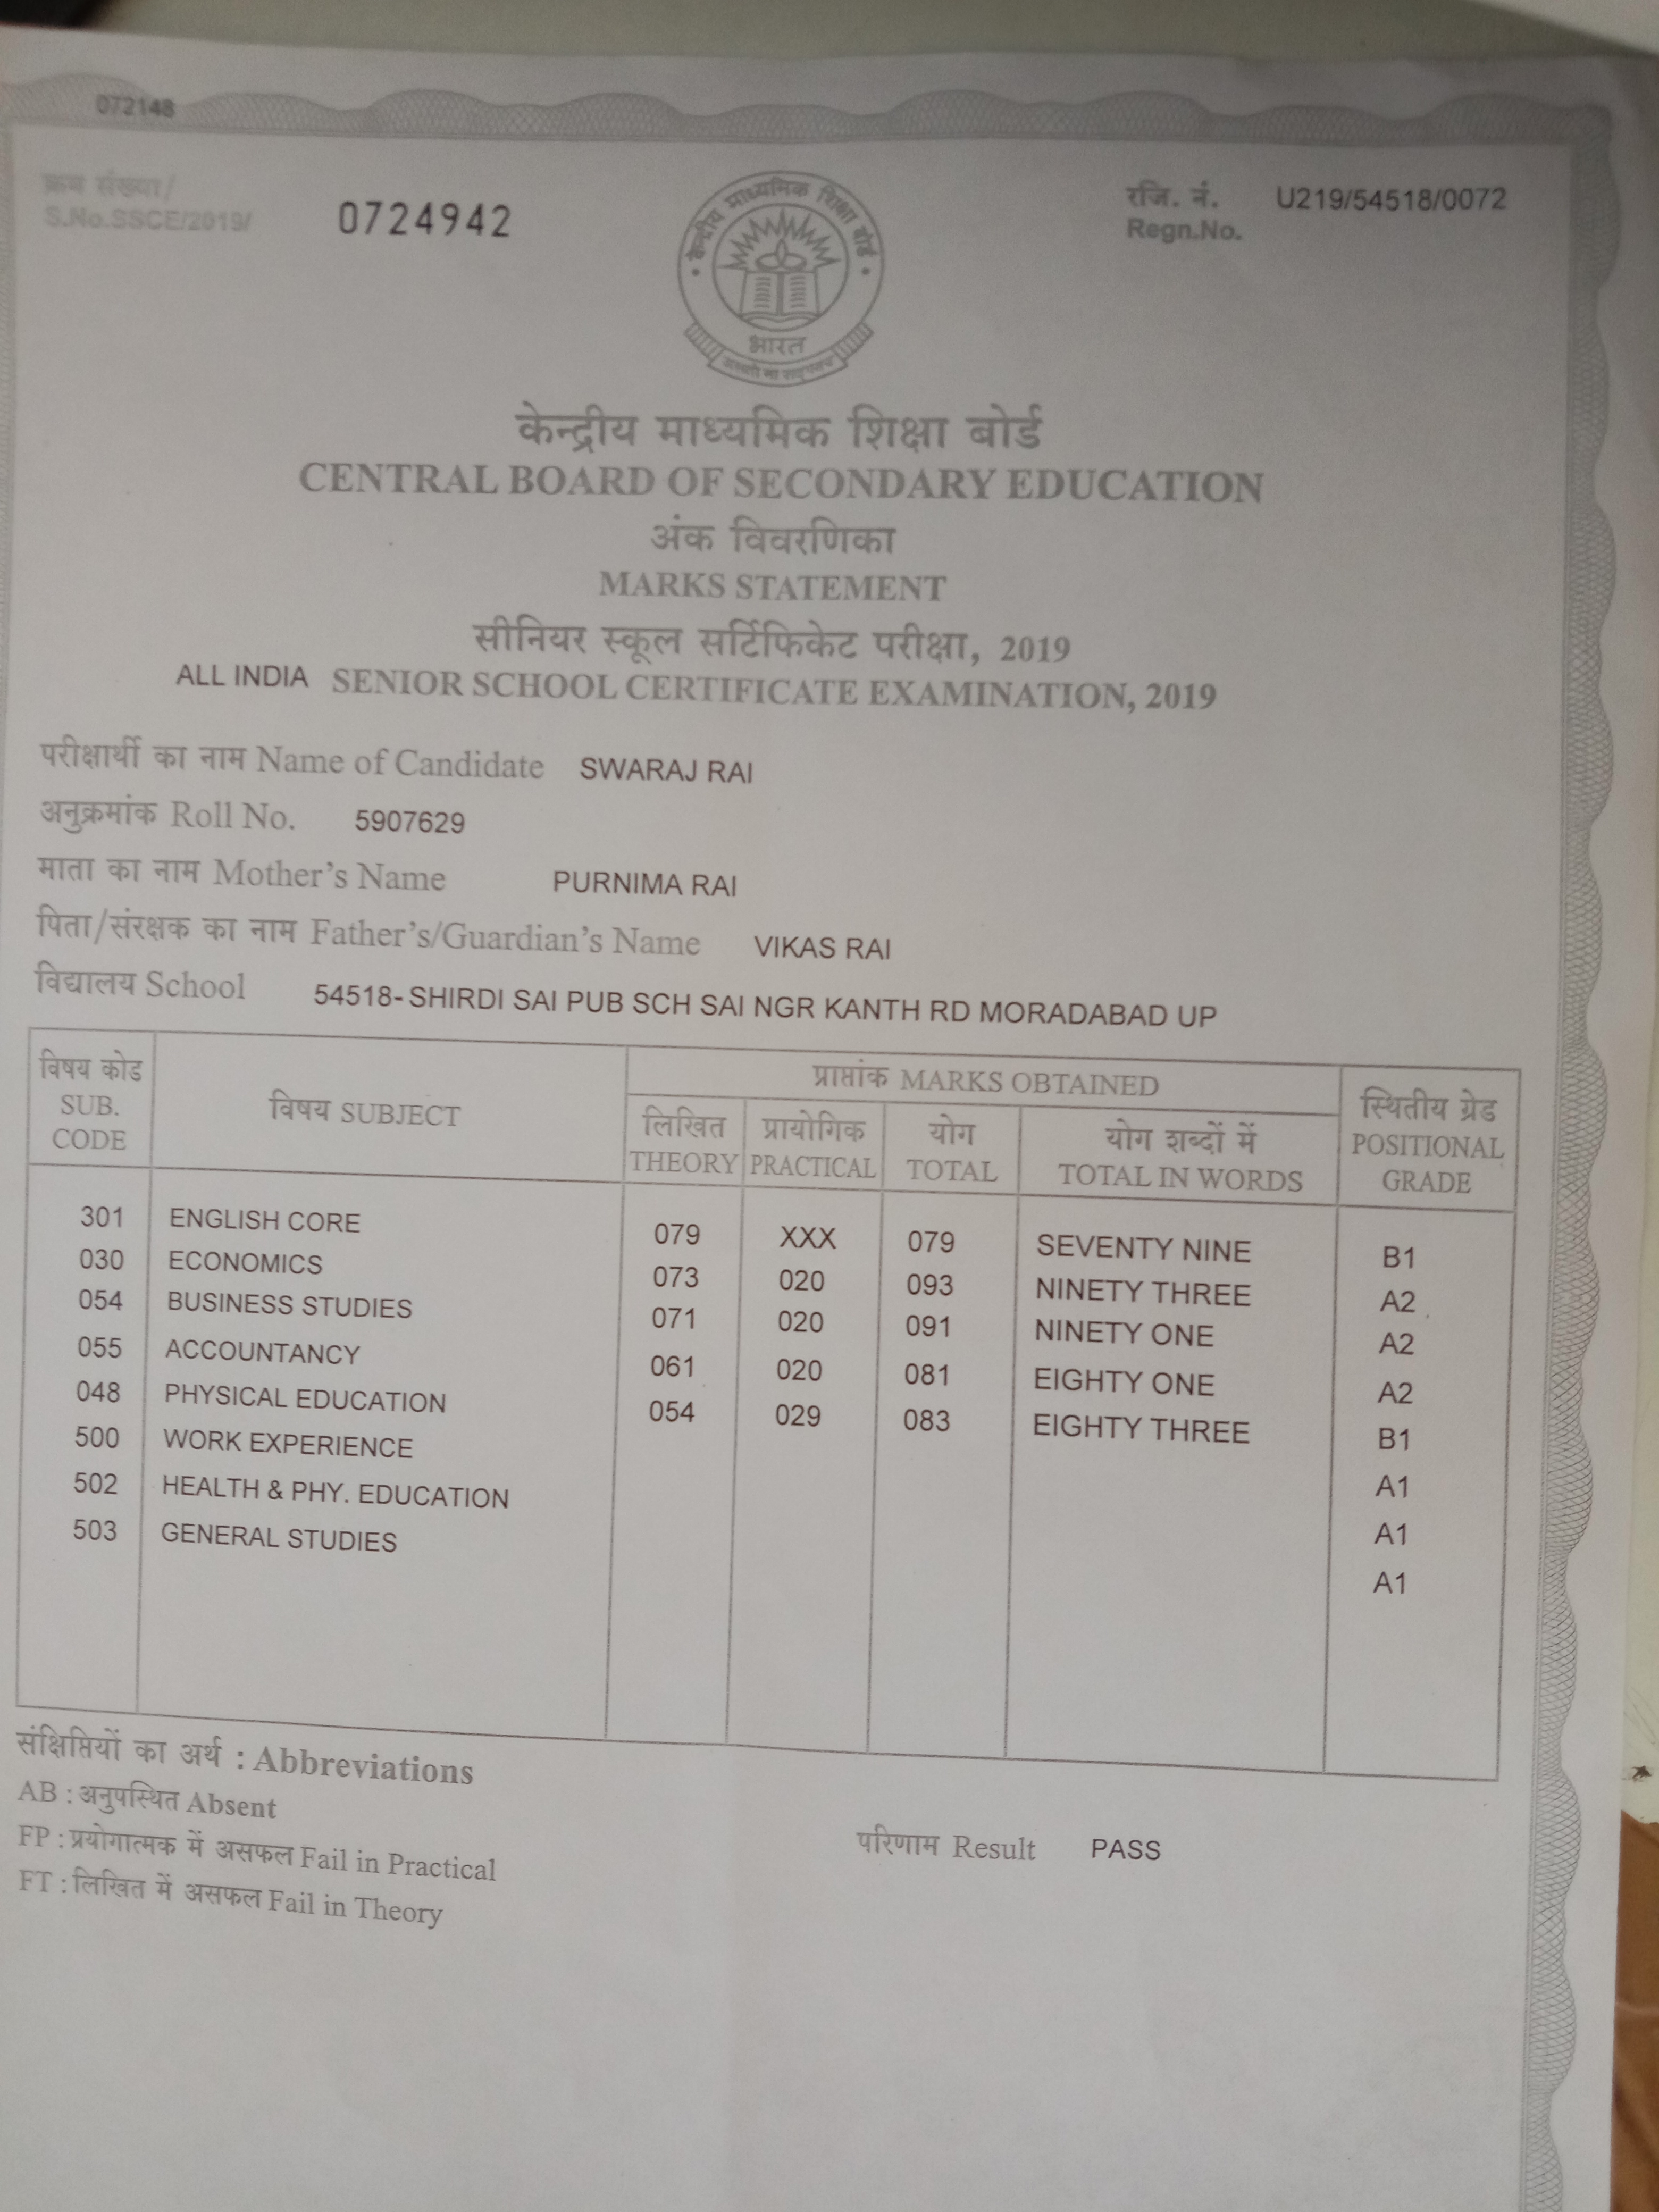 072148
क्रम संख्या/
S.No.SSCE/2019/ 0724942
रजि. नं. U219/54518/0072
Regn.No.
केन्द्रीय माध्यमिक शिक्षा बोर्ड
भारत
केन्द्रीय माध्यमिक शिक्षा बोर्ड
CENTRAL BOARD OF SECONDARY EDUCATION
अंक विवरणिका
MARKS STATEMENT
सीनियर स्कूल सर्टिफिकेट परीक्षा, 2019
ALL INDIA SENIOR SCHOOL CERTIFICATE EXAMINATION, 2019
परीक्षार्थी का नाम Name of Candidate SWARAJ RAI
अनुक्रमांक Roll No. 5907629
माता का नाम Mother's Name PURNIMA RAI
पिता/संरक्षक का नाम Father's/Guardian's Name VIKAS RAI
विद्यालय School 54518- SHIRDI SAI PUB SCH SAI NGR KANTH RD MORADABAD UP
विषय कोड
SUB.
CODE
विषय SUBJECT
प्राप्तांक MARKS OBTAINED
लिखित
THEORY
प्रायोगिक
PRACTICAL
योग
TOTAL
योग शब्दों में
TOTAL IN WORDS
स्थितीय ग्रेड
POSITIONAL
GRADE
301 ENGLISH CORE 079 XXX 079 SEVENTY NINE B1
030 ECONOMICS 073 020 093 NINETY THREE A2
054 BUSINESS STUDIES 071 020 091 NINETY ONE A2
055 ACCOUNTANCY 061 020 081 EIGHTY ONE A2
048 PHYSICAL EDUCATION 054 029 083 EIGHTY THREE B1
500 WORK EXPERIENCE A1
502 HEALTH & PHY. EDUCATION A1
503 GENERAL STUDIES A1
संक्षिप्तियों का अर्थ : Abbreviations
AB : अनुपस्थित Absent
FP : प्रयोगात्मक में असफल Fail in Practical
FT : लिखित में असफल Fail in Theory
परिणाम Result PASS